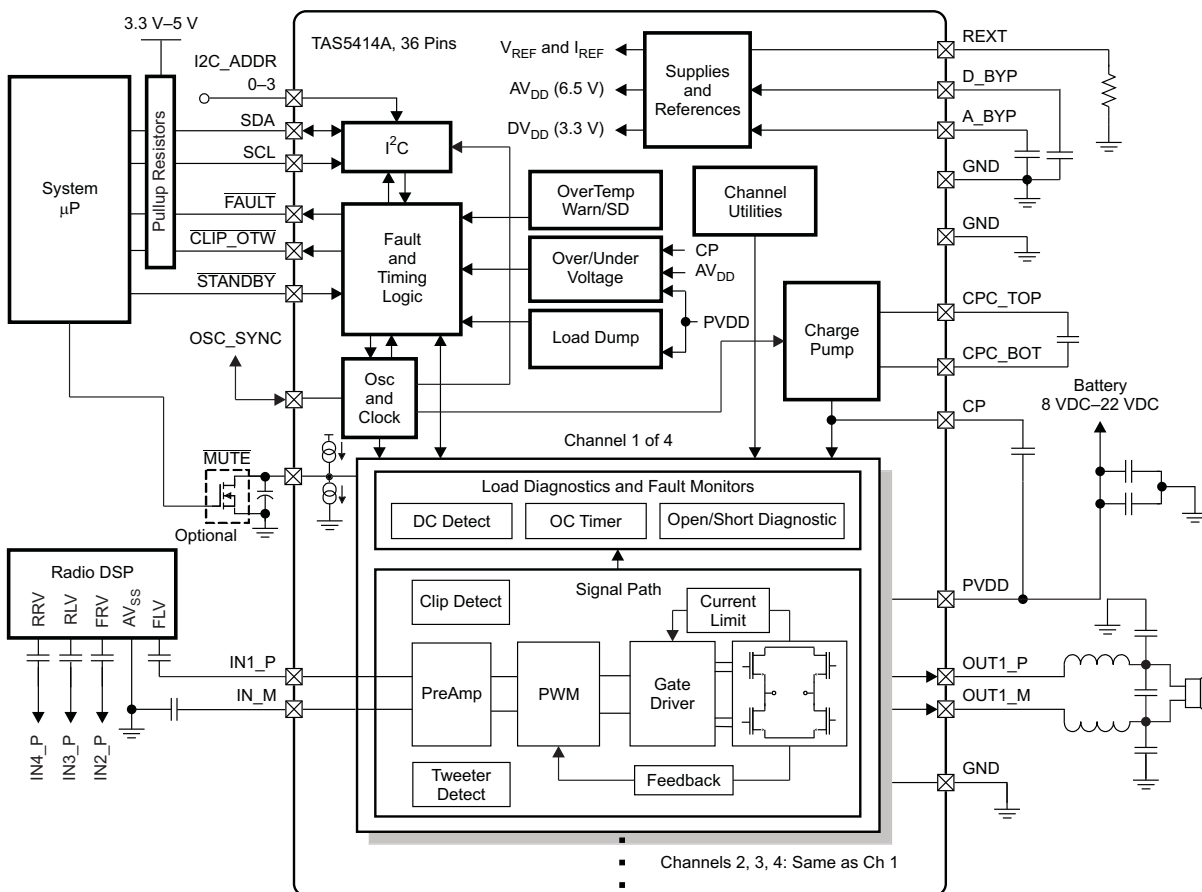 3.3 V–5 V
TAS5414A, 36 Pins
I2C_ADDR
0–3
SDA
SCL
FAULT
CLIP_OTW
STANDBY
OSC_SYNC
System
μP
Pullup Resistors
I²C
Fault
and
Timing
Logic
Osc
and
Clock
OverTemp
Warn/SD
Over/Under
Voltage
Load Dump
CP
AV_DD
PVDD
V_REF and I_REF
AV_DD (6.5 V)
DV_DD (3.3 V)
Supplies
and
References
Channel
Utilities
Charge
Pump
REXT
D_BYP
A_BYP
GND
GND
CPC_TOP
CPC_BOT
CP
Battery
8 VDC–22 VDC
PVDD
OUT1_P
OUT1_M
GND
Channel 1 of 4
MUTE
Optional
Load Diagnostics and Fault Monitors
DC Detect
OC Timer
Open/Short Diagnostic
Signal Path
Clip Detect
Current
Limit
PreAmp
PWM
Gate
Driver
Feedback
Tweeter
Detect
Radio DSP
RRV
RLV
FRV
AV_SS
FLV
IN1_P
IN_M
IN4_P
IN3_P
IN2_P
Channels 2, 3, 4: Same as Ch 1